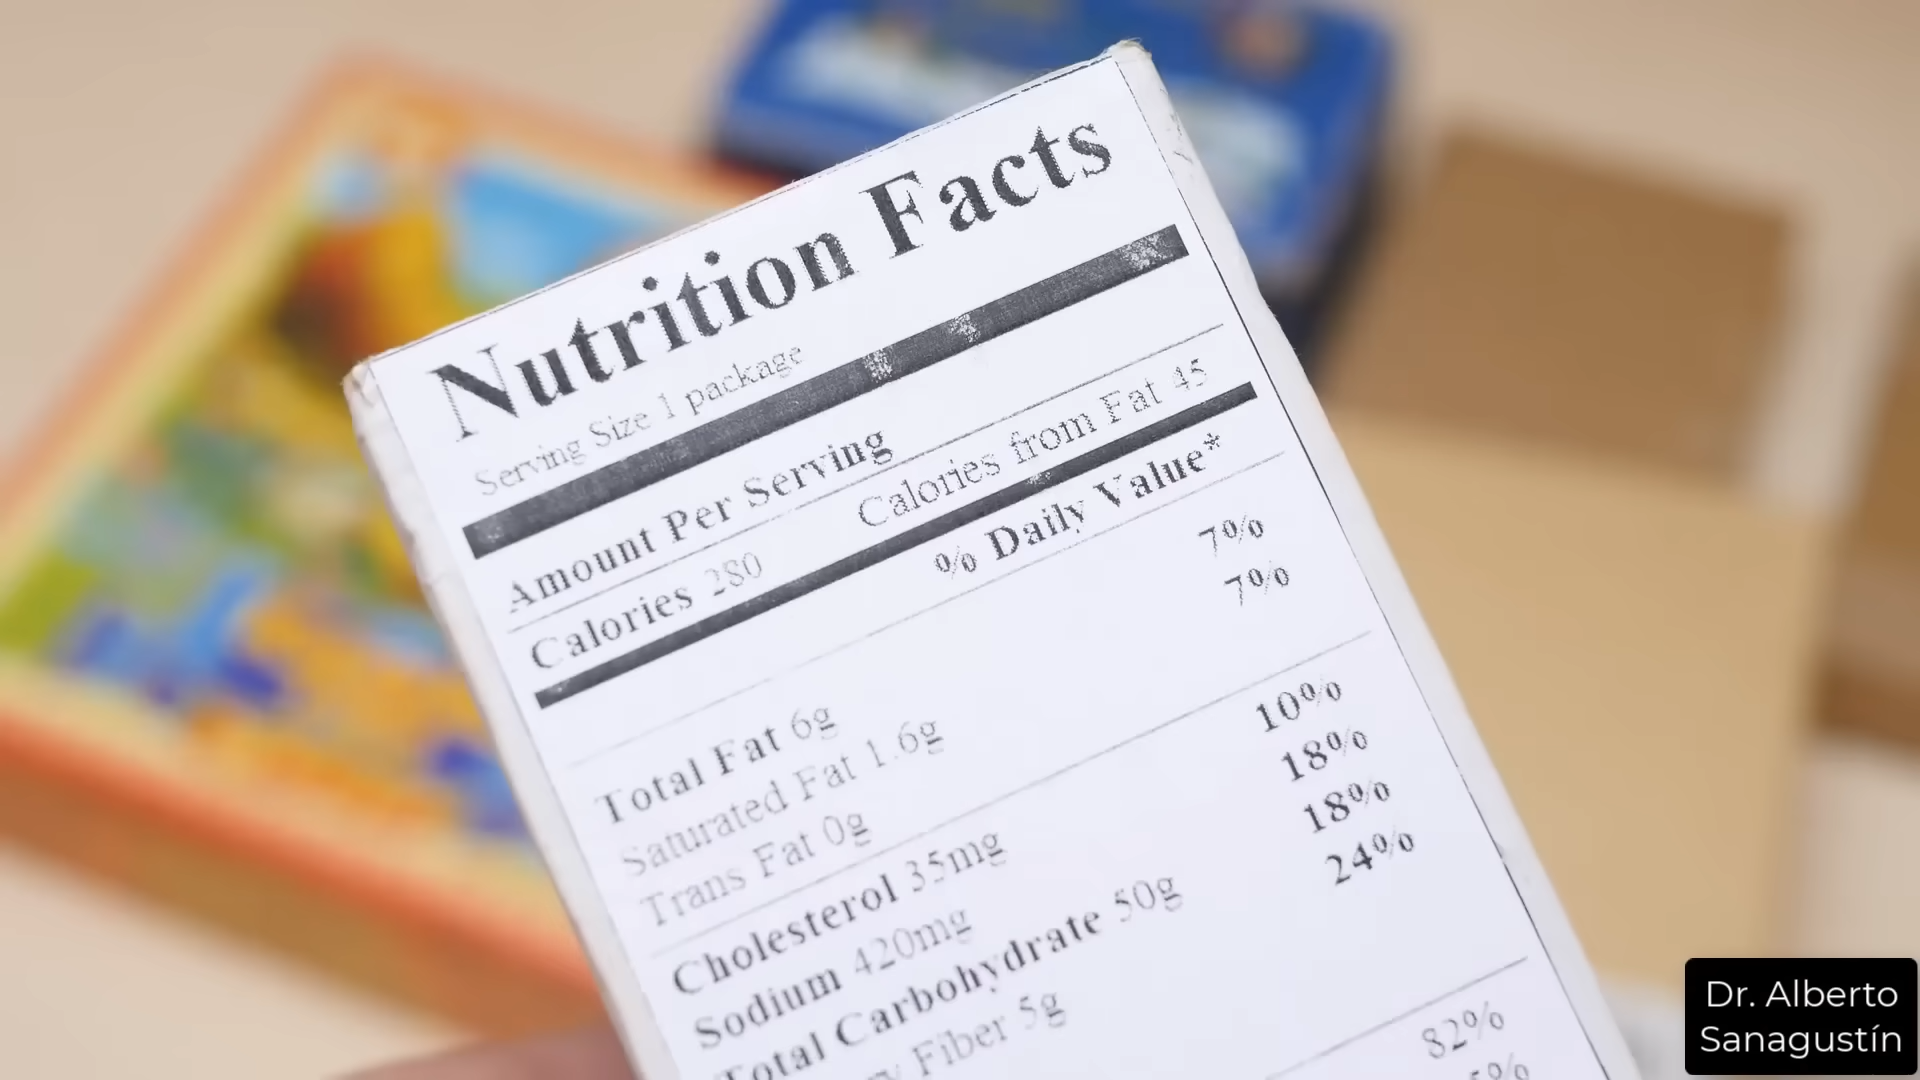 Nutrition Facts
Serving Size 1 package
Amount Per Serving
Calories 280 Calories from Fat 45
% Daily Value*
Total Fat 6g 7%
Saturated Fat 1.6g 7%
Trans Fat 0g
Cholesterol 35mg 10%
Sodium 420mg 18%
Total Carbohydrate 50g 18%
Fiber 5g 24%
82%
Dr. Alberto
Sanagustín